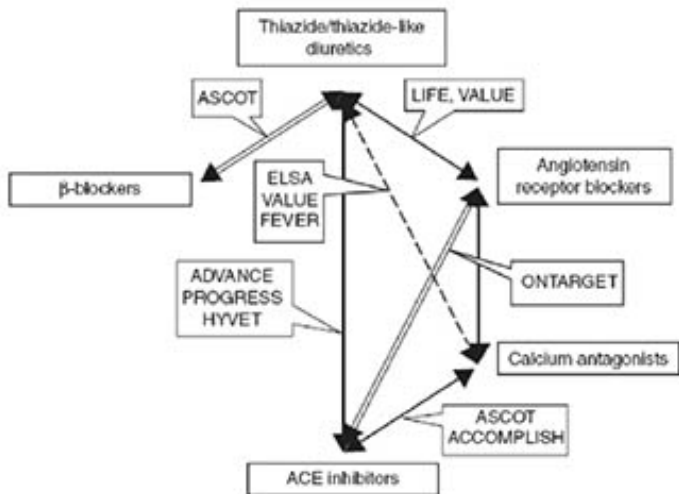 Thiazide/thiazide-like
diuretics
ASCOT
LIFE, VALUE
β-blockers
ELSA
VALUE
FEVER
Angiotensin
receptor blockers
ADVANCE
PROGRESS
HYVET
ONTARGET
Calcium antagonists
ASCOT
ACCOMPLISH
ACE inhibitors